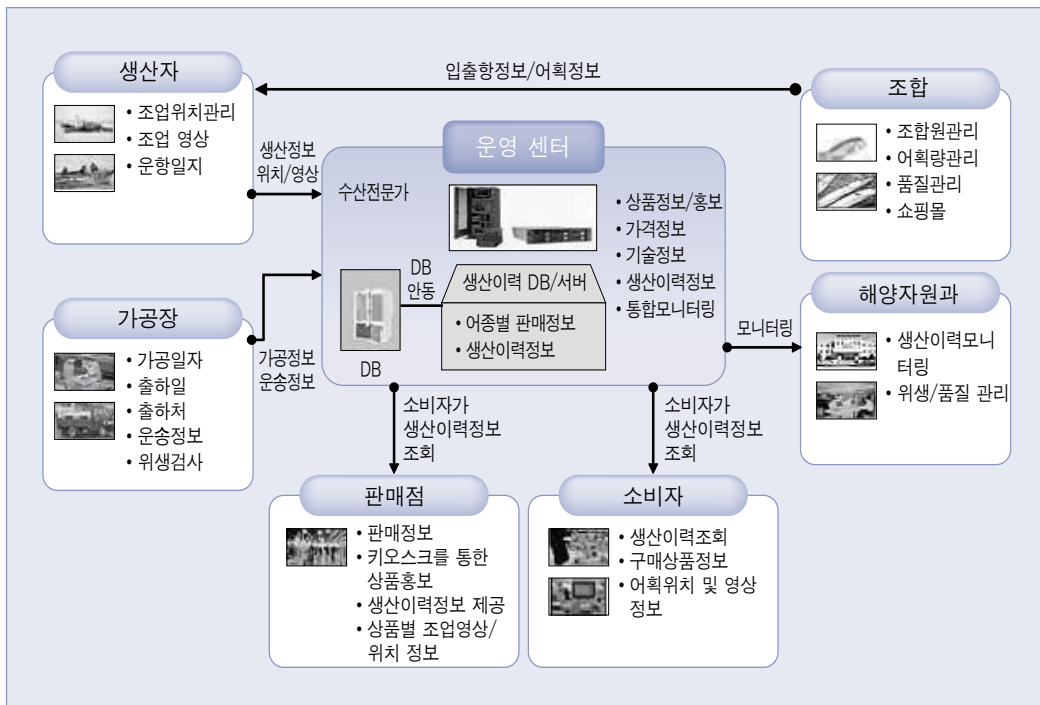 생산자
• 조업위치관리
• 조업 영상
• 운항일지
입출항정보/어획정보
조합
• 조합원관리
• 어획량관리
• 품질관리
• 쇼핑몰
생산정보
위치/영상
운영 센터
수산전문가
• 상품정보/홍보
• 가격정보
• 기술정보
• 생산이력정보
• 통합모니터링
DB
안동
생산이력 DB/서버
• 어종별 판매정보
• 생산이력정보
DB
가공장
• 가공일자
• 출하일
• 출하처
• 운송정보
• 위생검사
가공정보
운송정보
모니터링
해양자원과
• 생산이력모니
터링
• 위생/품질 관리
소비자가
생산이력정보
조회
소비자가
생산이력정보
조회
판매점
• 판매정보
• 키오스크를 통한
상품홍보
• 생산이력정보 제공
• 상품별 조업영상/
위치 정보
소비자
• 생산이력조회
• 구매상품정보
• 어획위치 및 영상
정보